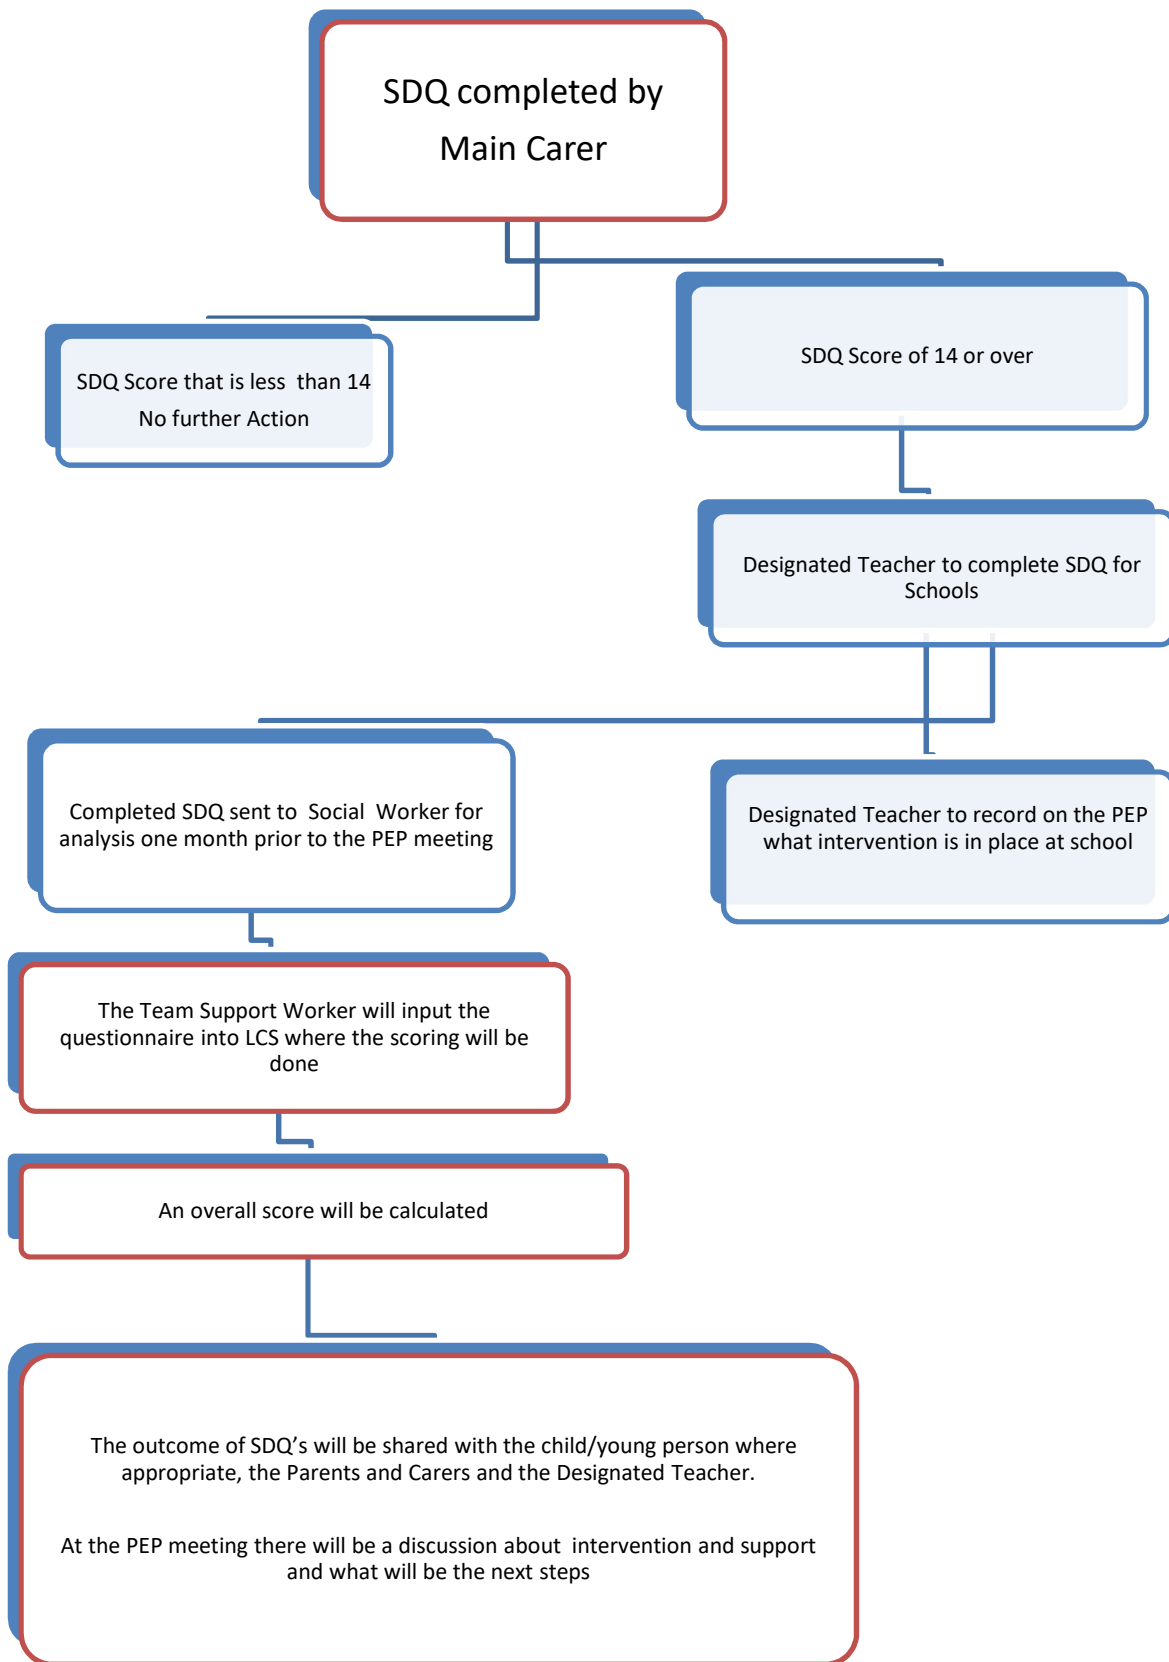 SDQ completed by
Main Carer
SDQ Score that is less than 14
No further Action
SDQ Score of 14 or over
Designated Teacher to complete SDQ for
Schools
Completed SDQ sent to Social Worker for
analysis one month prior to the PEP meeting
Designated Teacher to record on the PEP
what intervention is in place at school
The Team Support Worker will input the
questionnaire into LCS where the scoring will be
done
An overall score will be calculated
The outcome of SDQ’s will be shared with the child/young person where
appropriate, the Parents and Carers and the Designated Teacher.
At the PEP meeting there will be a discussion about intervention and support
and what will be the next steps